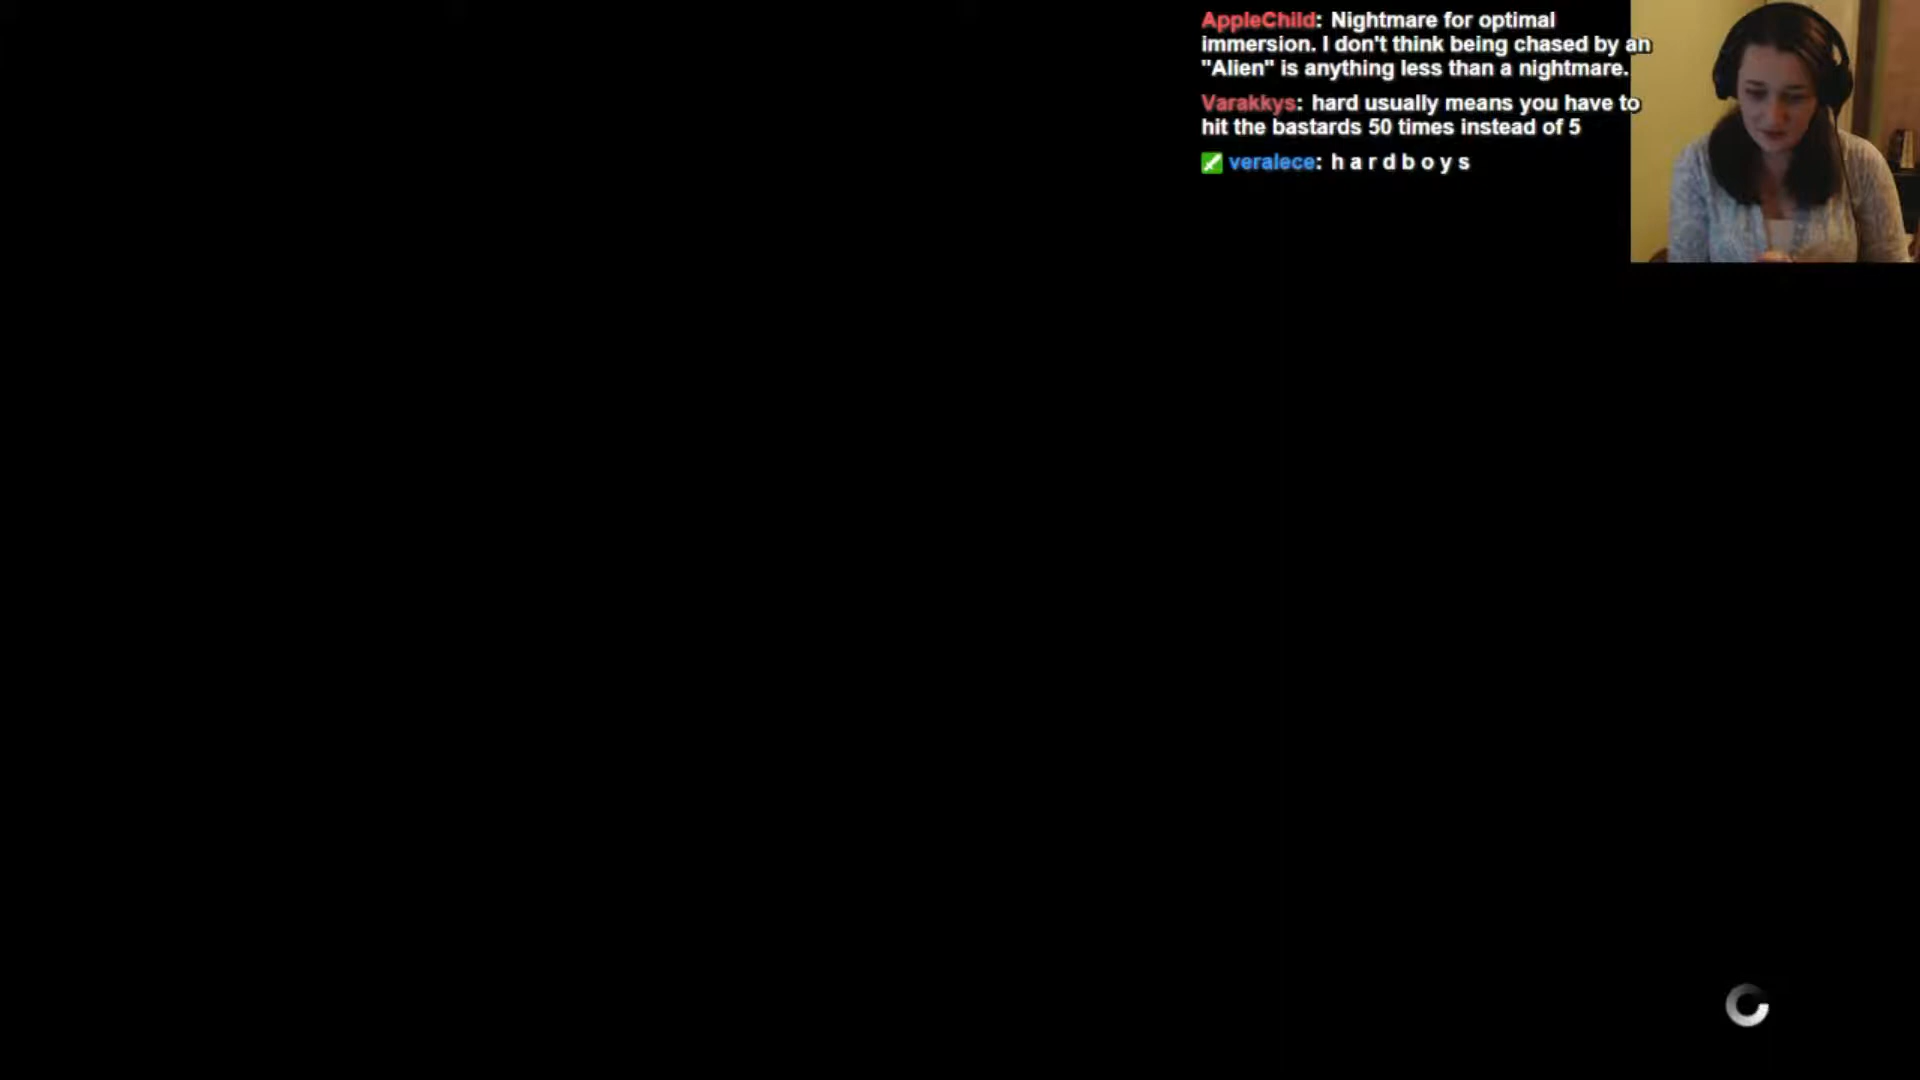 AppleChild: Nightmare for optimal
immersion. I don't think being chased by an
"Alien" is anything less than a nightmare.
Varakkys: hard usually means you have to
hit the bastards 50 times instead of 5
veralece: h a r d b o y s